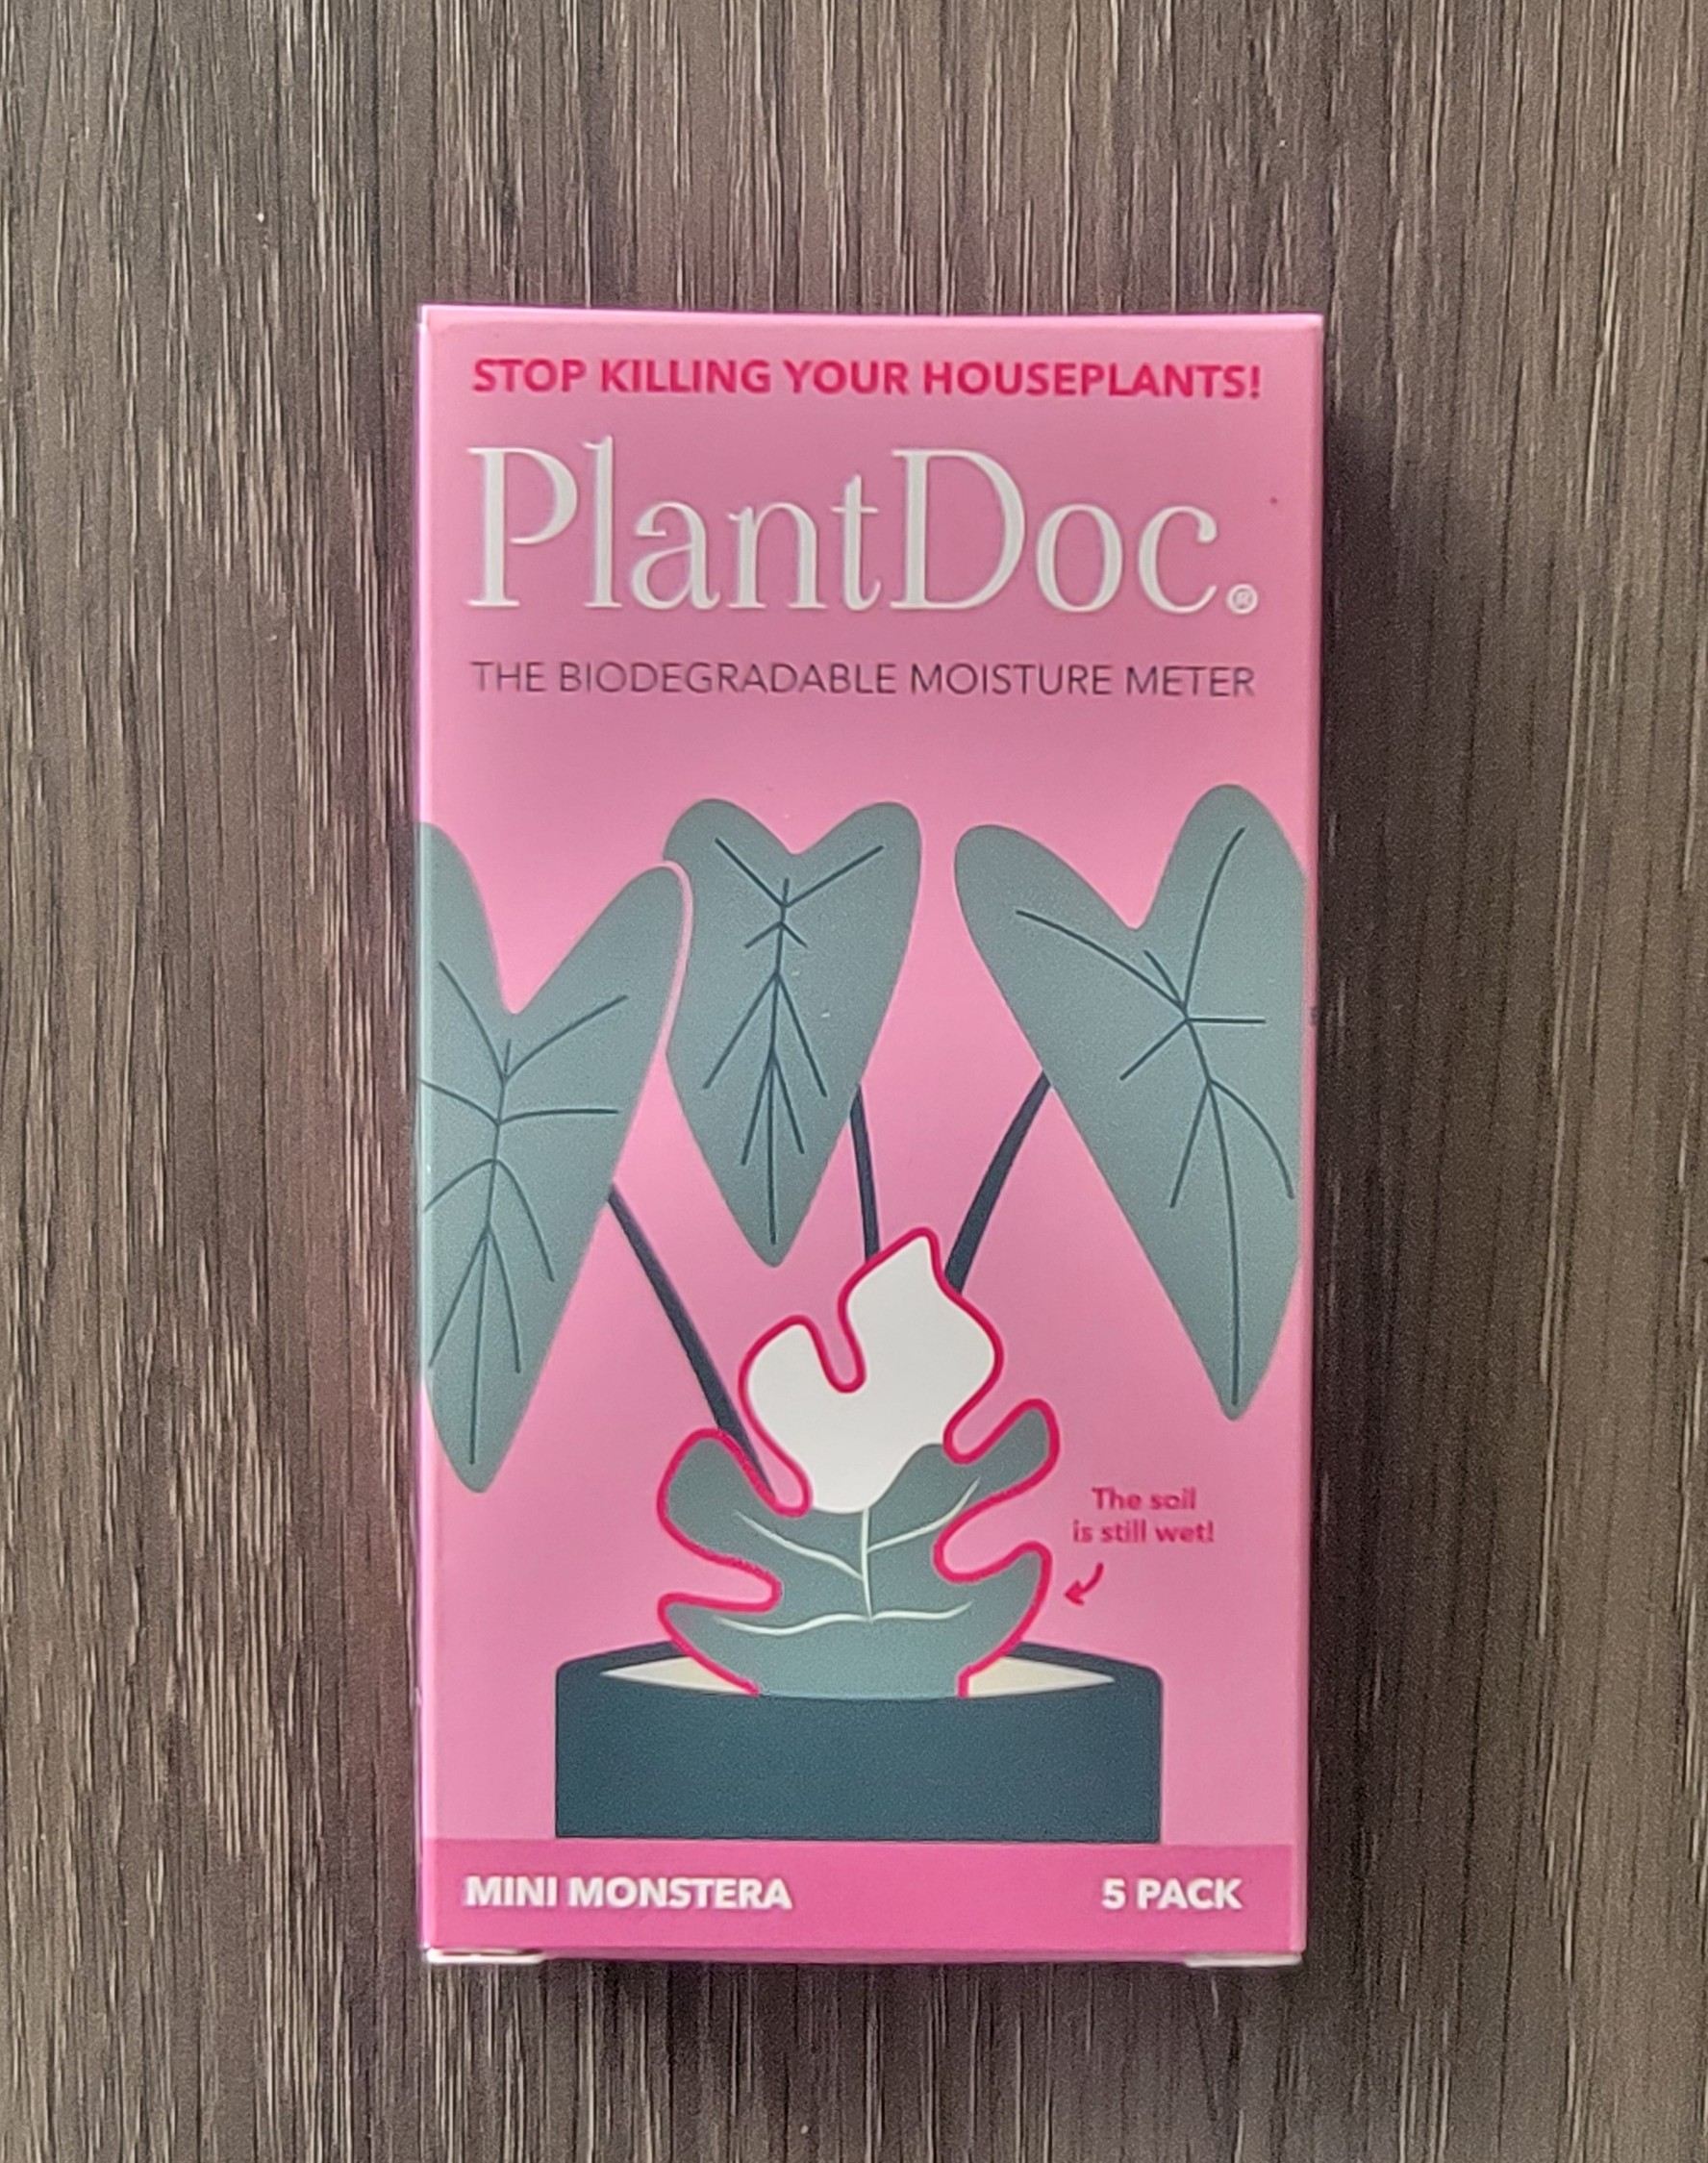 STOP KILLING YOUR HOUSEPLANTS!
PlantDoc.®
THE BIODEGRADABLE MOISTURE METER
The soil
is still wet!
MINI MONSTERA 5 PACK